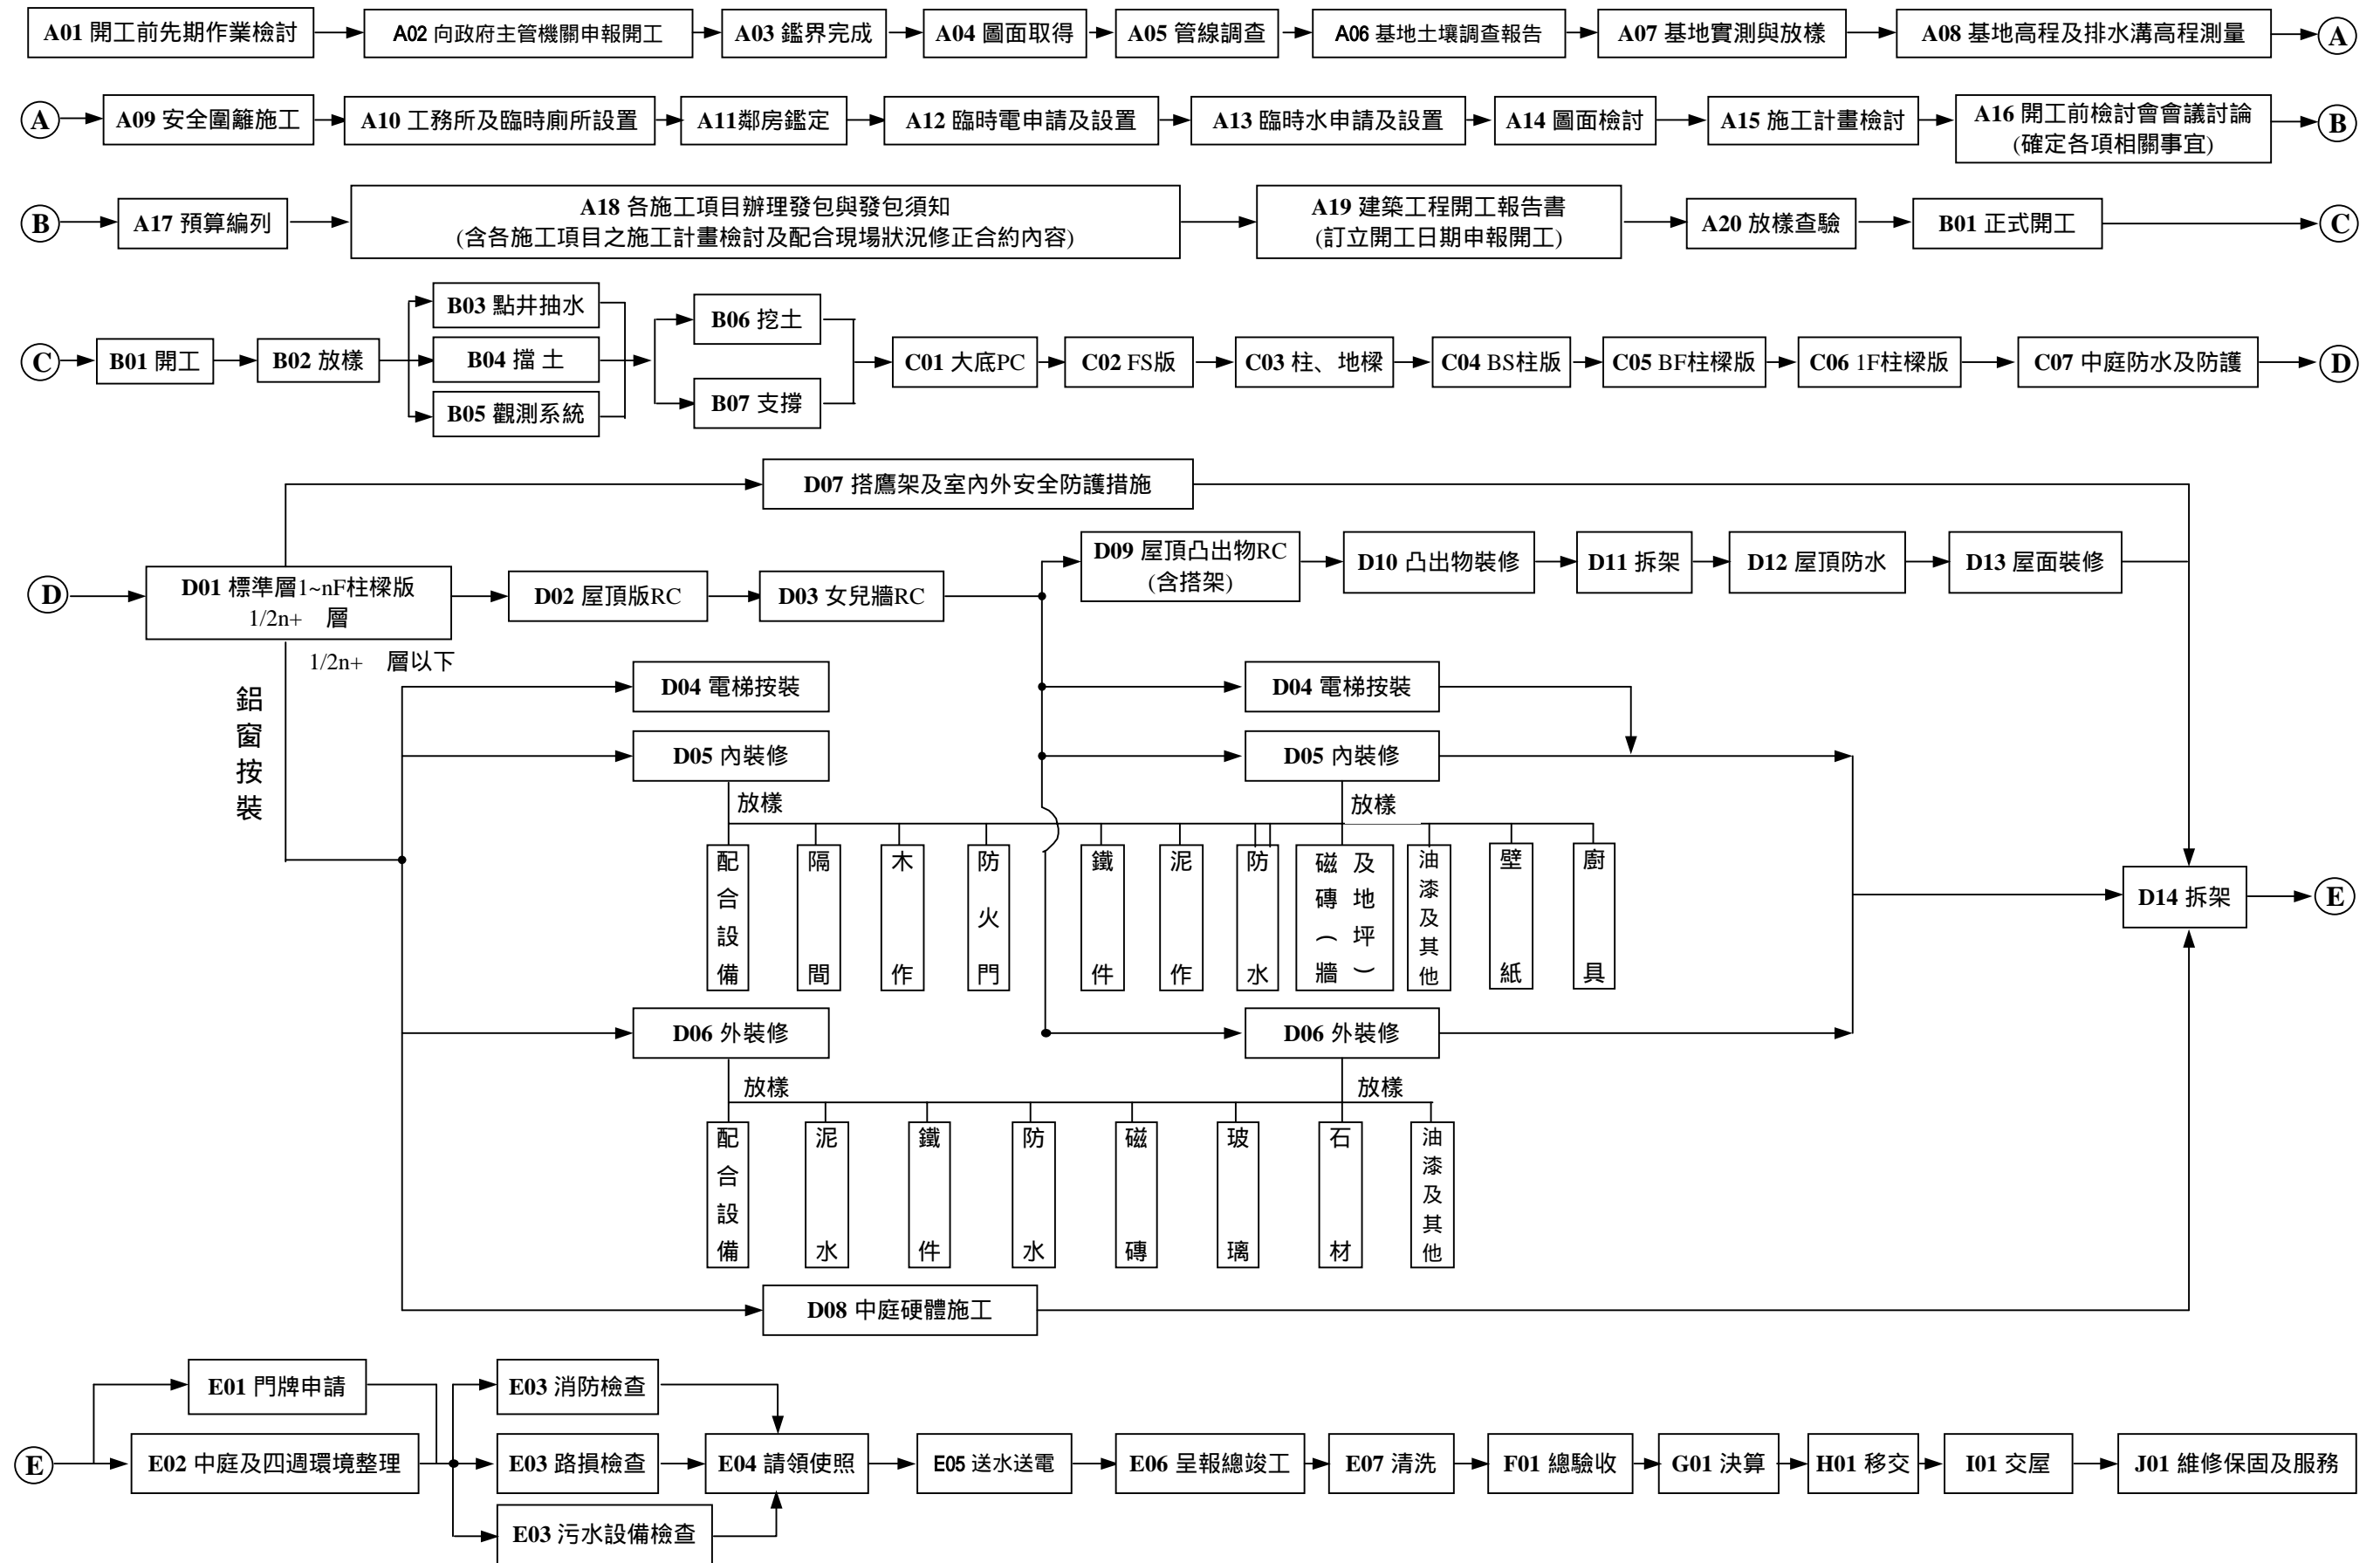 A01 開工前先期作業檢討
A02 向政府主管機關申報開工
A03 鑑界完成
A04 圖面取得
A05 管線調查
A06 基地土壤調查報告
A07 基地實測與放樣
A08 基地高程及排水溝高程測量
A
A
A09 安全圍籬施工
A10 工務所及臨時廁所設置
A11鄰房鑑定
A12 臨時電申請及設置
A13 臨時水申請及設置
A14 圖面檢討
A15 施工計畫檢討
A16 開工前檢討會會議討論
(確定各項相關事宜)
B
B
A17 預算編列
A18 各施工項目辦理發包與發包須知
(含各施工項目之施工計畫檢討及配合現場狀況修正合約內容)
A19 建築工程開工報告書
(訂立開工日期申報開工)
A20 放樣查驗
B01 正式開工
C
C
B01 開工
B02 放樣
B03 點井抽水
B04 擋 土
B05 觀測系統
B06 挖土
B07 支撐
C01 大底PC
C02 FS版
C03 柱、地樑
C04 BS柱版
C05 BF柱樑版
C06 1F柱樑版
C07 中庭防水及防護
D
D07 搭鷹架及室內外安全防護措施
D
D01 標準層1~nF柱樑版
1/2n+ 層
D02 屋頂版RC
D03 女兒牆RC
D09 屋頂凸出物RC
(含搭架)
D10 凸出物裝修
D11 拆架
D12 屋頂防水
D13 屋面裝修
1/2n+ 層以下
鋁窗按裝
D04 電梯按裝
D04 電梯按裝
D05 內裝修
D05 內裝修
放樣
放樣
配合設備
隔間
木作
防火門
鐵件
泥作
防水
磁磚(牆
及地坪)
油漆及其他
壁紙
廚具
D14 拆架
E
D06 外裝修
D06 外裝修
放樣
放樣
配合設備
泥水
鐵件
防水
磁磚
玻璃
石材
油漆及其他
D08 中庭硬體施工
E
E01 門牌申請
E02 中庭及四週環境整理
E03 消防檢查
E03 路損檢查
E03 污水設備檢查
E04 請領使照
E05 送水送電
E06 呈報總竣工
E07 清洗
F01 總驗收
G01 決算
H01 移交
I01 交屋
J01 維修保固及服務